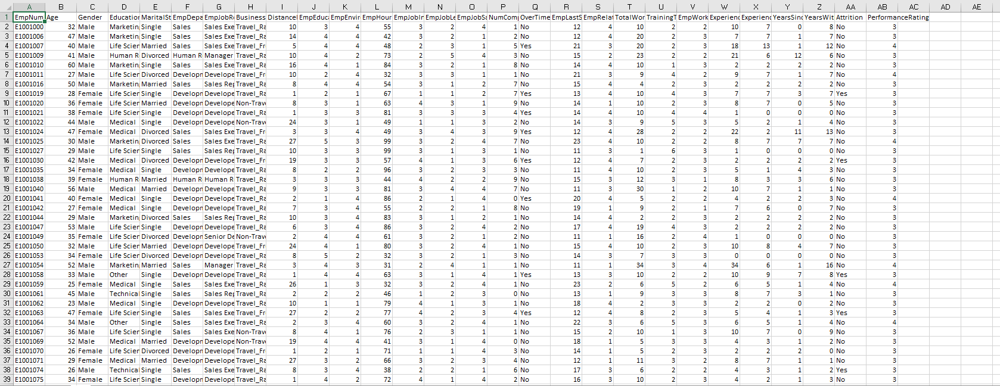 A B C D E F G H I J K L M N O P Q R S T U V W X Y Z AA AB AC AD AE
1 EmpNum Age Gender Education MaritalSt EmpDepa EmpJobR Business Distancel EmpEduca EmpEnvir EmpHour EmpJobIn EmpJobLe EmpJobSa NumComp OverTime EmpLastS EmpRelat TotalWor TrainingT EmpWork Experienc Experienc YearsSinc YearsWit Attrition PerformanceRating
2 E1001000 32 Male Marketin Single Sales Sales Exe Travel_Ra 10 3 4 55 3 2 4 1 No 12 4 10 2 2 10 7 0 8 No 3
3 E1001006 47 Male Marketin Single Sales Sales Exe Travel_Ra 14 4 4 42 3 2 1 2 No 12 4 20 2 3 7 7 1 7 No 3
4 E1001007 40 Male Life Scien Married Sales Sales Exe Travel_Fr 5 4 4 48 2 3 1 5 Yes 21 3 20 2 3 18 13 1 12 No 4
5 E1001009 41 Male Human R Divorced Human R Manager Travel_Ra 10 4 2 73 2 5 4 3 No 15 2 23 2 2 21 6 12 6 No 3
6 E1001010 60 Male Marketin Single Sales Sales Exe Travel_Ra 16 4 1 84 3 2 1 8 No 14 4 10 1 3 2 2 2 2 No 3
7 E1001011 27 Male Life Scien Divorced Developm Develope Travel_Fr 10 2 4 32 3 3 1 1 No 21 3 9 4 2 9 7 1 7 No 4
8 E1001016 50 Male Marketin Married Sales Sales Rep Travel_Ra 8 4 4 54 3 1 2 7 No 15 4 4 2 3 2 2 2 2 No 3
9 E1001019 28 Female Life Scien Single Developm Develope Travel_Ra 1 2 1 67 1 1 2 7 Yes 13 4 10 4 3 7 7 3 7 Yes 3
10 E1001020 36 Female Life Scien Married Developm Develope Non-Trav 8 3 1 63 4 3 1 9 No 14 1 10 2 3 8 7 0 5 No 3
11 E1001021 38 Female Life Scien Single Developm Develope Travel_Ra 1 3 3 81 3 3 3 4 Yes 14 4 10 4 4 1 0 0 0 No 3
12 E1001022 44 Male Medical Single Developm Develope Non-Trav 24 3 1 49 1 1 3 2 No 14 3 9 5 3 5 2 1 4 No 3
13 E1001024 47 Female Medical Divorced Sales Sales Exe Travel_Fr 3 3 4 49 3 4 3 9 Yes 12 4 28 2 2 22 2 11 13 No 3
14 E1001025 30 Male Marketin Divorced Sales Sales Exe Travel_Ra 27 5 3 99 3 2 4 7 No 23 4 10 2 2 8 7 7 7 No 4
15 E1001027 29 Male Life Scien Single Sales Sales Rep Travel_Ra 10 3 3 99 3 1 3 1 No 11 3 1 6 3 1 0 0 0 No 3
16 E1001030 42 Male Medical Divorced Developm Develope Travel_Fr 19 3 3 57 4 1 3 6 Yes 12 4 7 2 3 2 2 2 2 Yes 3
17 E1001035 34 Female Medical Single Developm Develope Travel_Ra 8 2 2 96 3 2 3 3 No 11 4 10 2 3 5 1 4 3 No 3
18 E1001038 39 Female Human R Married Human R Human R Travel_Ra 3 3 3 44 4 2 2 9 No 15 3 12 3 1 8 3 3 6 No 3
19 E1001040 56 Male Medical Married Developm Develope Travel_Ra 9 3 3 81 3 4 4 7 No 11 3 30 1 2 10 7 1 1 No 3
20 E1001041 40 Female Medical Single Developm Develope Travel_Ra 2 1 4 86 2 1 4 0 Yes 20 4 5 2 2 4 2 2 3 No 4
21 E1001042 27 Female Medical Single Developm Develope Travel_Ra 7 3 4 55 2 2 1 8 No 19 1 9 2 1 7 6 0 7 No 3
22 E1001044 29 Male Marketin Divorced Sales Sales Rep Travel_Ra 10 3 4 83 3 1 2 1 No 14 4 2 2 3 2 2 2 2 No 3
23 E1001047 53 Male Life Scien Single Developm Develope Travel_Ra 6 3 4 86 3 2 4 2 No 17 4 19 4 3 2 2 2 2 No 3
24 E1001049 35 Female Life Scien Divorced Developm Senior De Non-Trav 2 4 4 61 3 2 1 2 No 11 1 16 2 4 1 0 0 0 No 3
25 E1001050 32 Male Life Scien Married Developm Develope Travel_Fr 24 4 1 80 3 2 4 1 No 15 4 10 2 3 10 8 4 7 No 3
26 E1001053 34 Female Life Scien Divorced Developm Develope Travel_Ra 8 5 2 32 3 2 1 3 No 14 3 7 3 3 0 0 0 0 No 3
27 E1001054 52 Male Marketin Married Sales Manager Travel_Ra 3 4 3 31 2 4 1 1 No 11 1 34 3 4 34 6 1 16 No 4
28 E1001058 33 Male Other Single Developm Develope Travel_Ra 1 4 4 63 3 1 4 1 Yes 13 3 10 2 2 10 9 7 8 Yes 3
29 E1001059 25 Female Medical Single Sales Sales Exe Travel_Ra 26 1 3 32 3 2 4 1 No 23 2 6 5 2 6 5 1 4 No 4
30 E1001061 45 Male Technical Single Sales Sales Rep Travel_Ra 2 2 2 46 1 2 3 0 No 13 1 9 3 3 8 7 3 1 No 3
31 E1001062 23 Male Medical Single Developm Develope Travel_Ra 10 1 1 79 4 1 3 1 No 18 4 2 3 3 2 2 0 2 No 3
32 E1001063 47 Female Life Scien Single Sales Sales Exe Travel_Fr 27 2 2 77 4 2 3 4 Yes 12 4 8 2 3 5 4 1 3 Yes 3
33 E1001064 34 Male Other Single Sales Sales Exe Travel_Ra 2 3 4 60 3 2 4 1 No 22 3 6 5 3 6 5 1 4 No 4
34 E1001067 36 Male Life Scien Single Sales Sales Exe Non-Trav 8 4 1 76 2 3 1 1 No 15 2 10 1 3 10 7 0 9 No 3
35 E1001069 52 Male Medical Married Developm Develope Non-Trav 19 4 4 41 3 1 4 0 No 18 1 5 3 3 4 3 1 2 No 3
36 E1001070 26 Female Life Scien Divorced Developm Develope Travel_Fr 1 2 1 71 1 1 4 3 No 14 1 5 2 3 2 2 2 0 No 3
37 E1001071 29 Female Medical Married Developm Develope Travel_Ra 27 3 2 66 3 2 3 4 No 12 1 11 3 2 8 7 1 1 No 3
38 E1001074 26 Male Technical Single Sales Sales Exe Travel_Ra 8 3 4 38 2 2 1 6 No 17 3 6 2 2 4 3 1 2 Yes 3
39 E1001075 34 Female Life Scien Single Developm Develope Travel_Ra 1 4 2 72 4 1 4 2 No 16 3 10 2 3 4 2 1 3 No 3